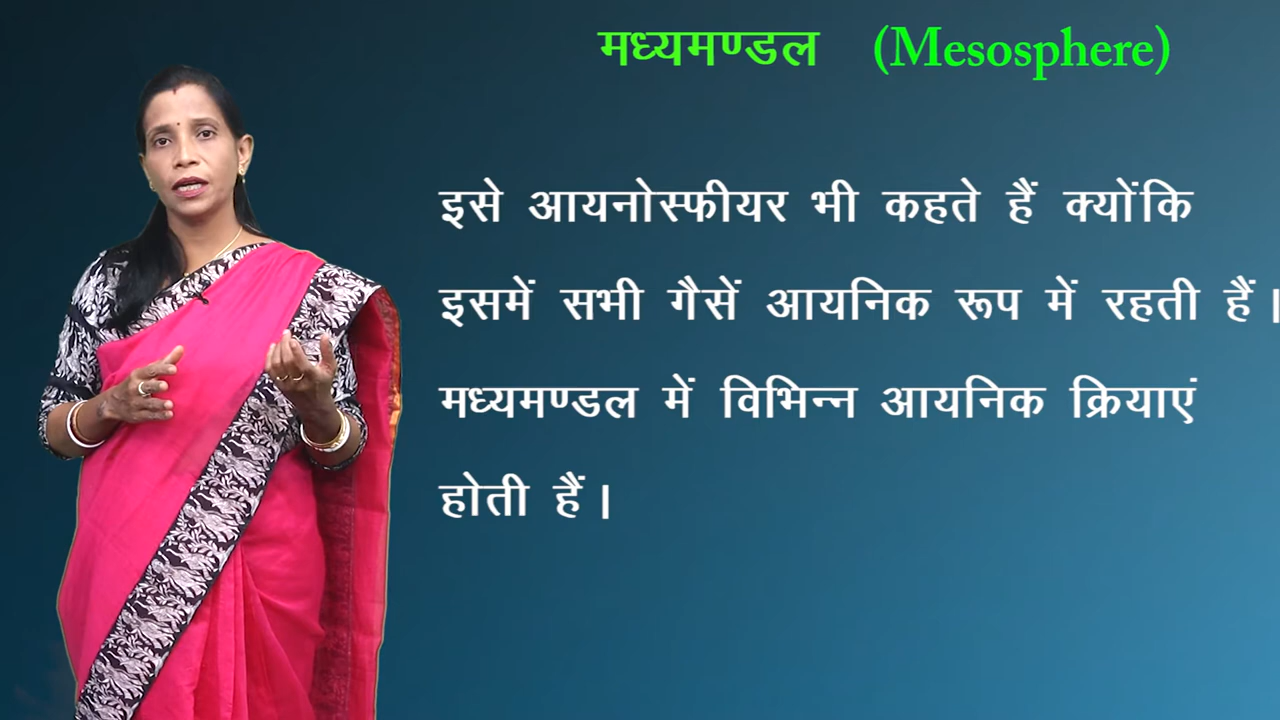 मध्यमण्डल (Mesosphere)
इसे आयनोस्फीयर भी कहते हैं क्योंकि
इसमें सभी गैसें आयनिक रूप में रहती हैं।
मध्यमण्डल में विभिन्न आयनिक क्रियाएं
होती हैं।